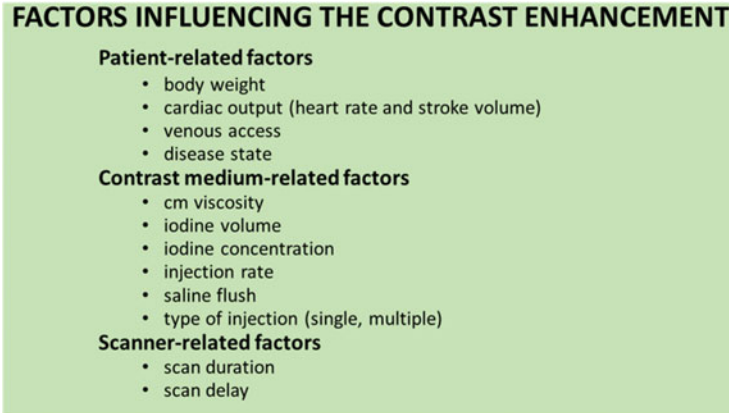 FACTORS INFLUENCING THE CONTRAST ENHANCEMENT
Patient-related factors
• body weight
• cardiac output (heart rate and stroke volume)
• venous access
• disease state
Contrast medium-related factors
• cm viscosity
• iodine volume
• iodine concentration
• injection rate
• saline flush
• type of injection (single, multiple)
Scanner-related factors
• scan duration
• scan delay